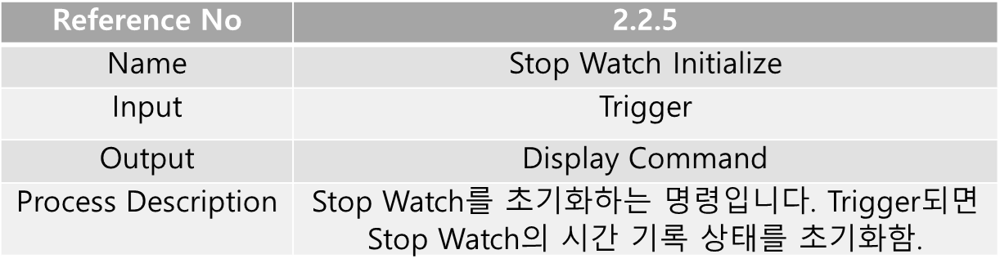 Reference No 2.2.5
Name Stop Watch Initialize
Input Trigger
Output Display Command
Process Description Stop Watch를 초기화하는 명령입니다. Trigger되면
Stop Watch의 시간 기록 상태를 초기화함.